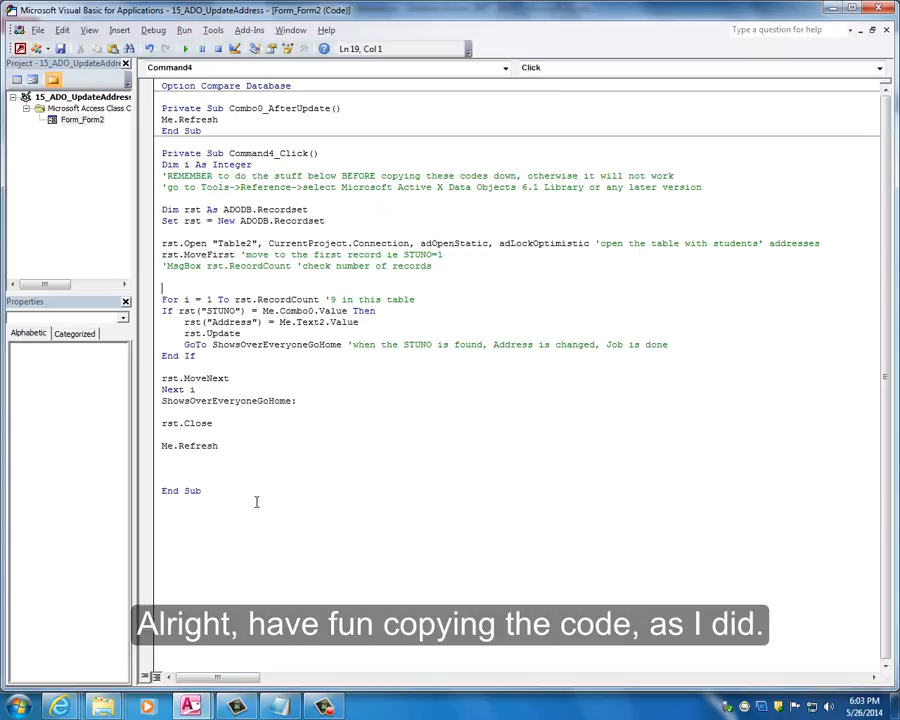 Microsoft Visual Basic for Applications - 15_ADO_UpdateAddress - [Form_Form2 (Code)]
File Edit View Insert Debug Run Tools Add-Ins Window Help
Type a question for help
Ln 19, Col 1
Project - 15_ADO_UpdateAddre
Command4
Click
15_ADO_UpdateAddress
Microsoft Access Class C
Form_Form2
Properties
Alphabetic Categorized
Option Compare Database
Private Sub Combo0_AfterUpdate()
Me.Refresh
End Sub
Private Sub Command4_Click()
Dim i As Integer
'REMEMBER to do the stuff below BEFORE copying these codes down, otherwise it will not work
'go to Tools->Reference->select Microsoft Active X Data Objects 6.1 Library or any later version
Dim rst As ADODB.Recordset
Set rst = New ADODB.Recordset
rst.Open "Table2", CurrentProject.Connection, adOpenStatic, adLockOptimistic 'open the table with students' addresses
rst.MoveFirst 'move to the first record ie STUNO=1
'MsgBox rst.RecordCount 'check number of records
For i = 1 To rst.RecordCount '9 in this table
If rst("STUNO") = Me.Combo0.Value Then
rst("Address") = Me.Text2.Value
rst.Update
GoTo ShowsOverEveryoneGoHome 'when the STUNO is found, Address is changed, Job is done
End If
rst.MoveNext
Next i
ShowsOverEveryoneGoHome:
rst.Close
Me.Refresh
End Sub
Alright, have fun copying the code, as I did.
6:03 PM
5/26/2014